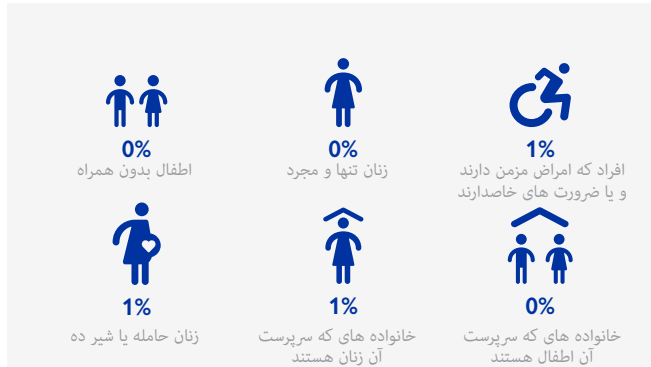 1%
افراد که امراض مزمن دارند
و یا ضرورت های خاصدارند
0%
زنان تنها و مجرد
0%
اطفال بدون همراه
0%
خانواده های که سرپرست
آن اطفال هستند
1%
خانواده های که سرپرست
آن زنان هستند
1%
زنان حامله یا شیر ده